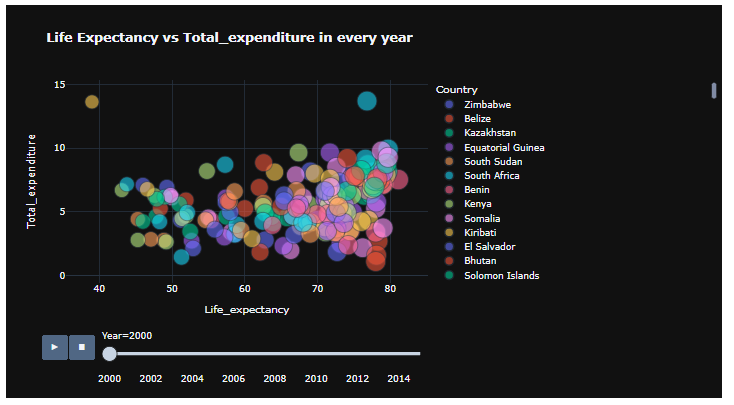 Life Expectancy vs Total_expenditure in every year
15
10
5
0
Total_expenditure
40 50 60 70 80
Life_expectancy
Country
Zimbabwe
Belize
Kazakhstan
Equatorial Guinea
South Sudan
South Africa
Benin
Kenya
Somalia
Kiribati
El Salvador
Bhutan
Solomon Islands
Year=2000
2000 2002 2004 2006 2008 2010 2012 2014